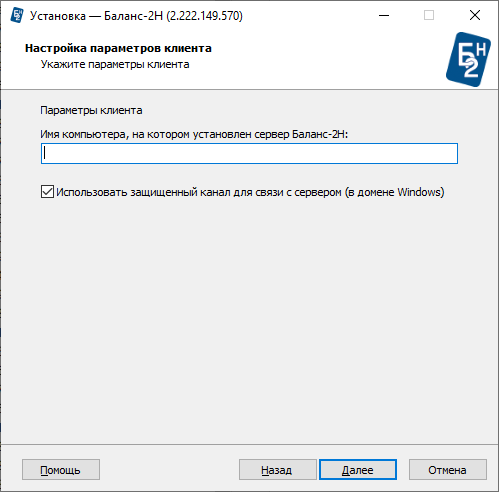 Установка — Баланс-2Н (2.222.149.570)
Настройка параметров клиента
Укажите параметры клиента
Б2Н
Параметры клиента
Имя компьютера, на котором установлен сервер Баланс-2Н:
Использовать защищенный канал для связи с сервером (в домене Windows)
Помощь
Назад
Далее
Отмена